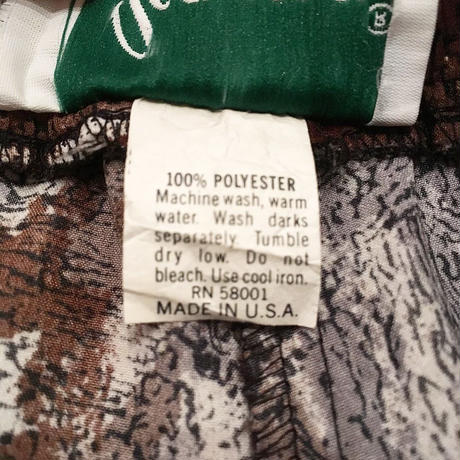 ®
100% POLYESTER
Machine wash, warm
water. Wash darks
separately. Tumble
dry low. Do not
bleach. Use cool iron.
RN 58001
MADE IN U.S.A.